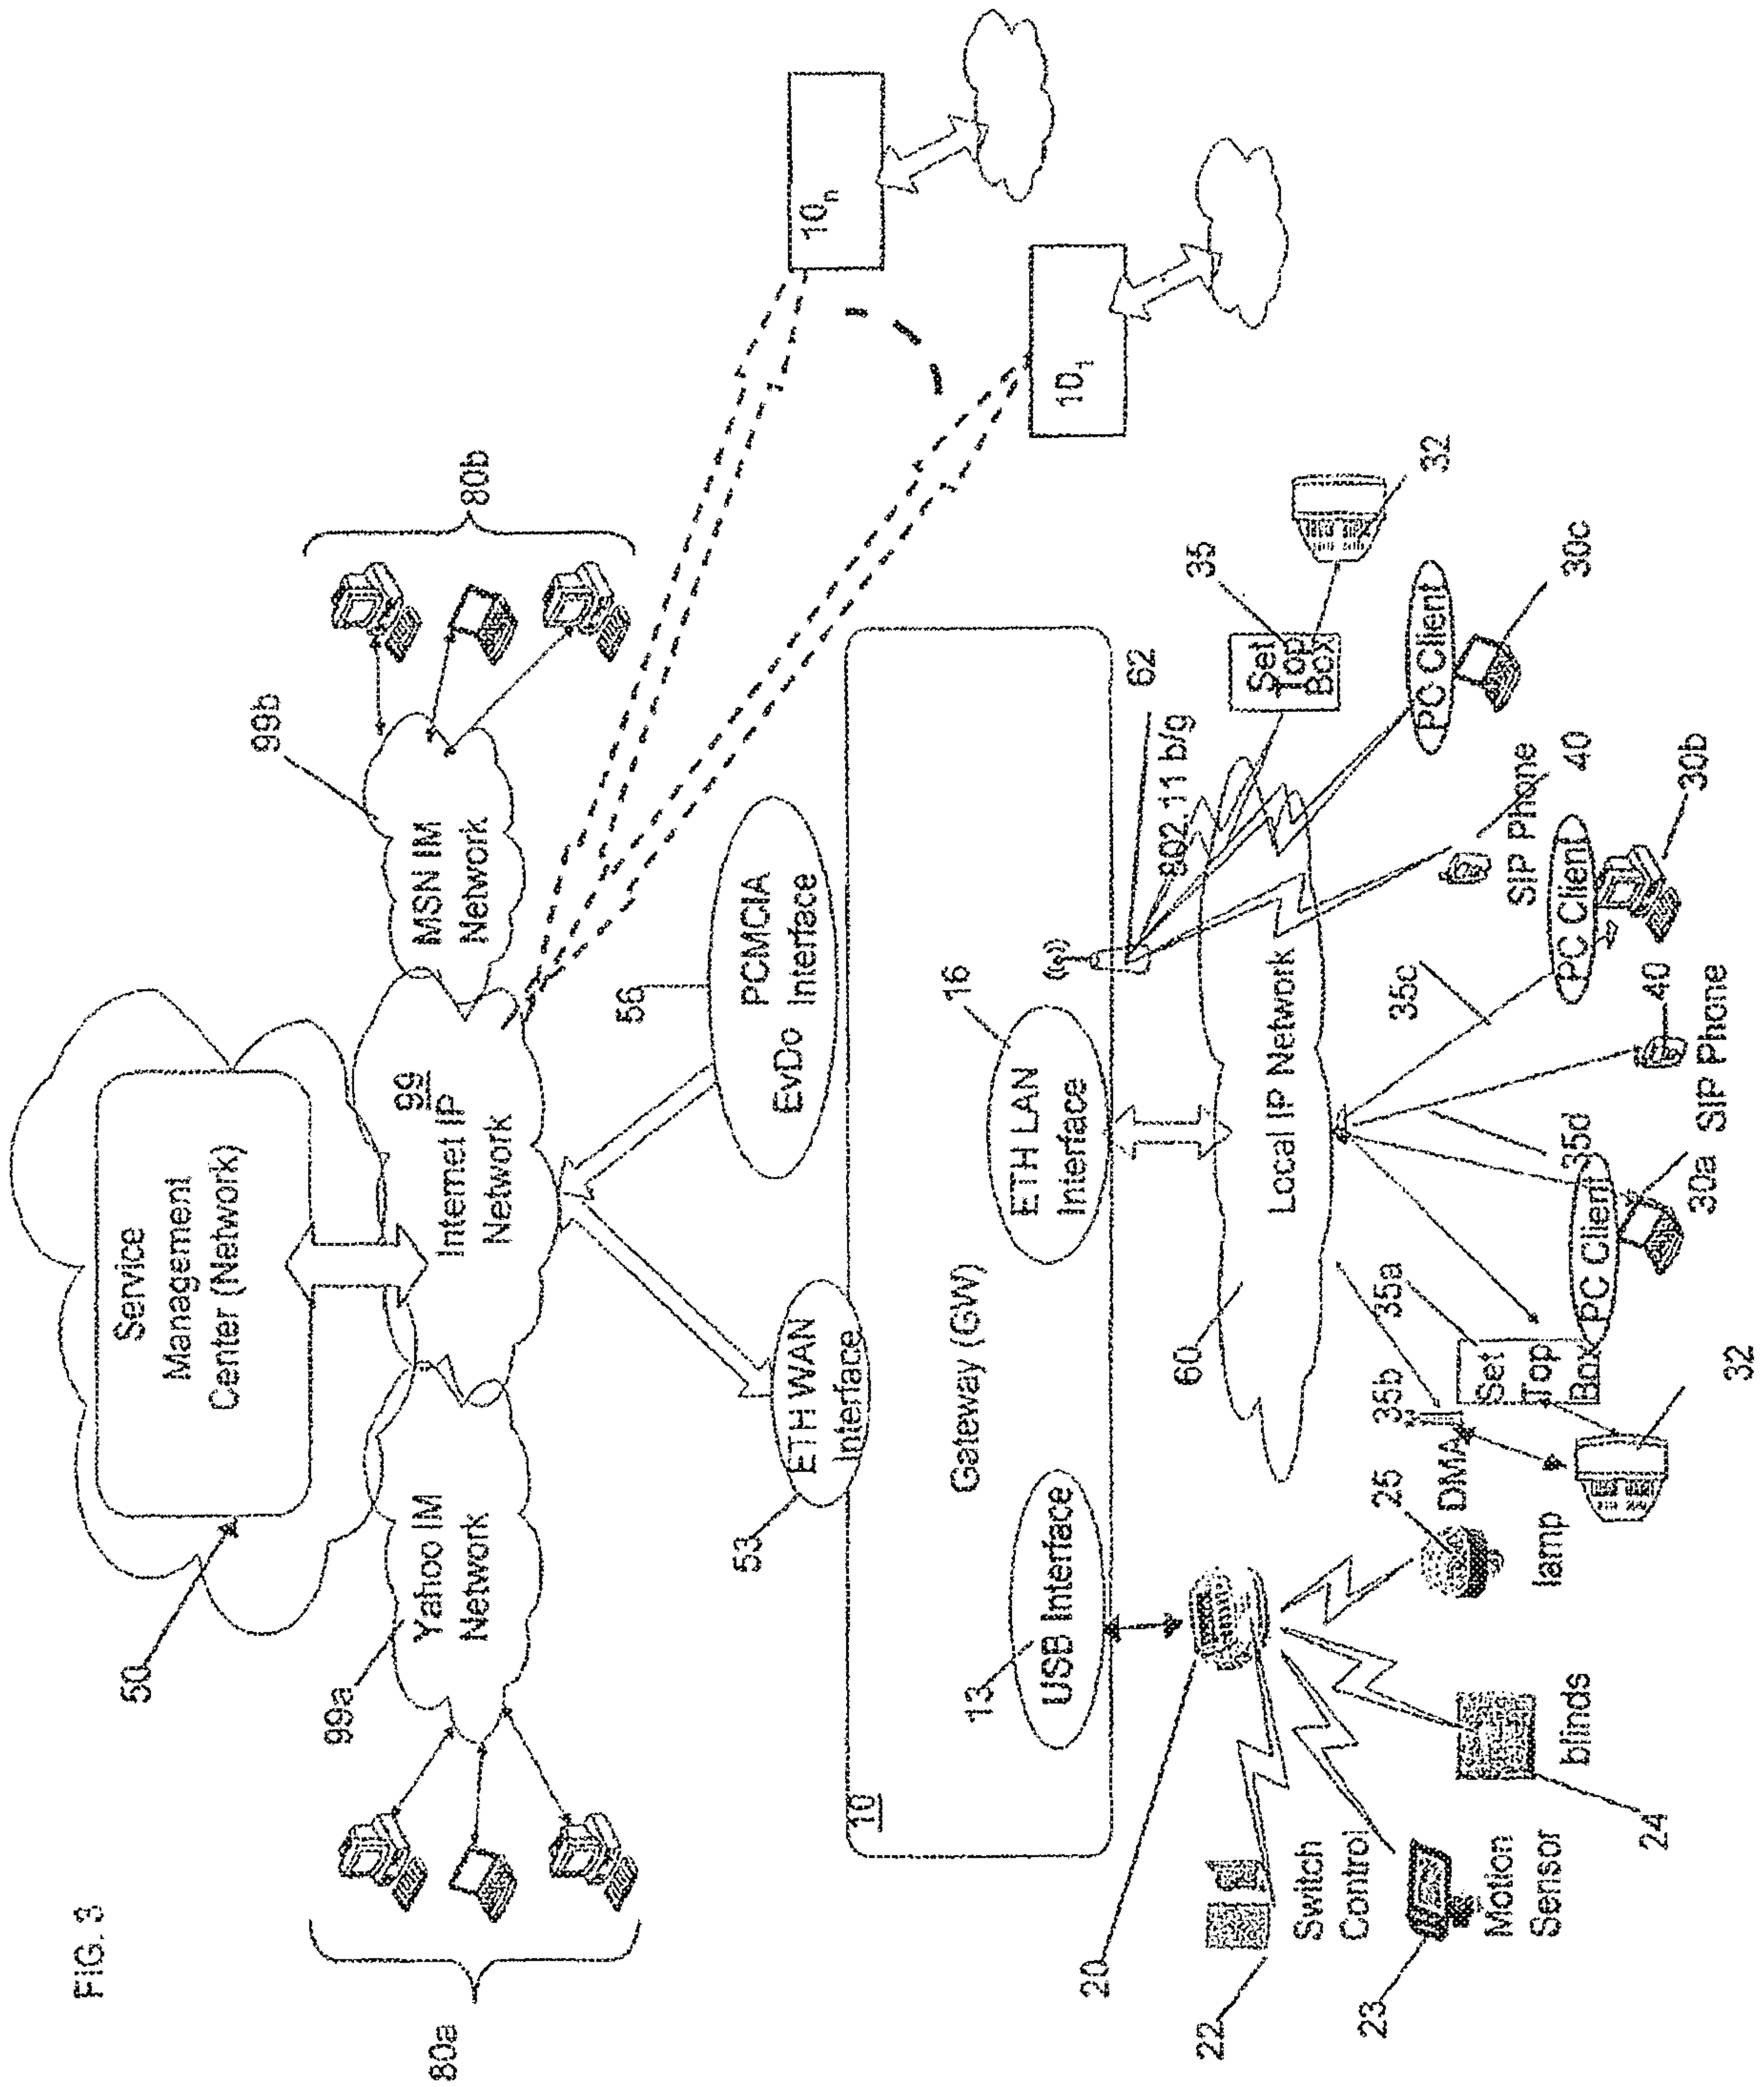 FIG. 3
50
Service
Management
Center (Network)
99a
Yahoo IM
Network
99
Internet IP
Network
99b
MSN IM
Network
80a
80b
53
ETH WAN
Interface
56
PCMCIA
EvDo Interface
10n
101
10
Gateway (GW)
13
USB Interface
16
ETH LAN
Interface
62
802.11 b/g
60
Local IP Network
20
22
Switch
Control
23
Motion
Sensor
24
blinds
25
lamp
DMA
35b
35a
Set
Top
Box
32
PC Client
30a
35d
SIP Phone
40
35c
PC Client
30b
SIP Phone
40
PC Client
30c
35
Set
Top
Box
32